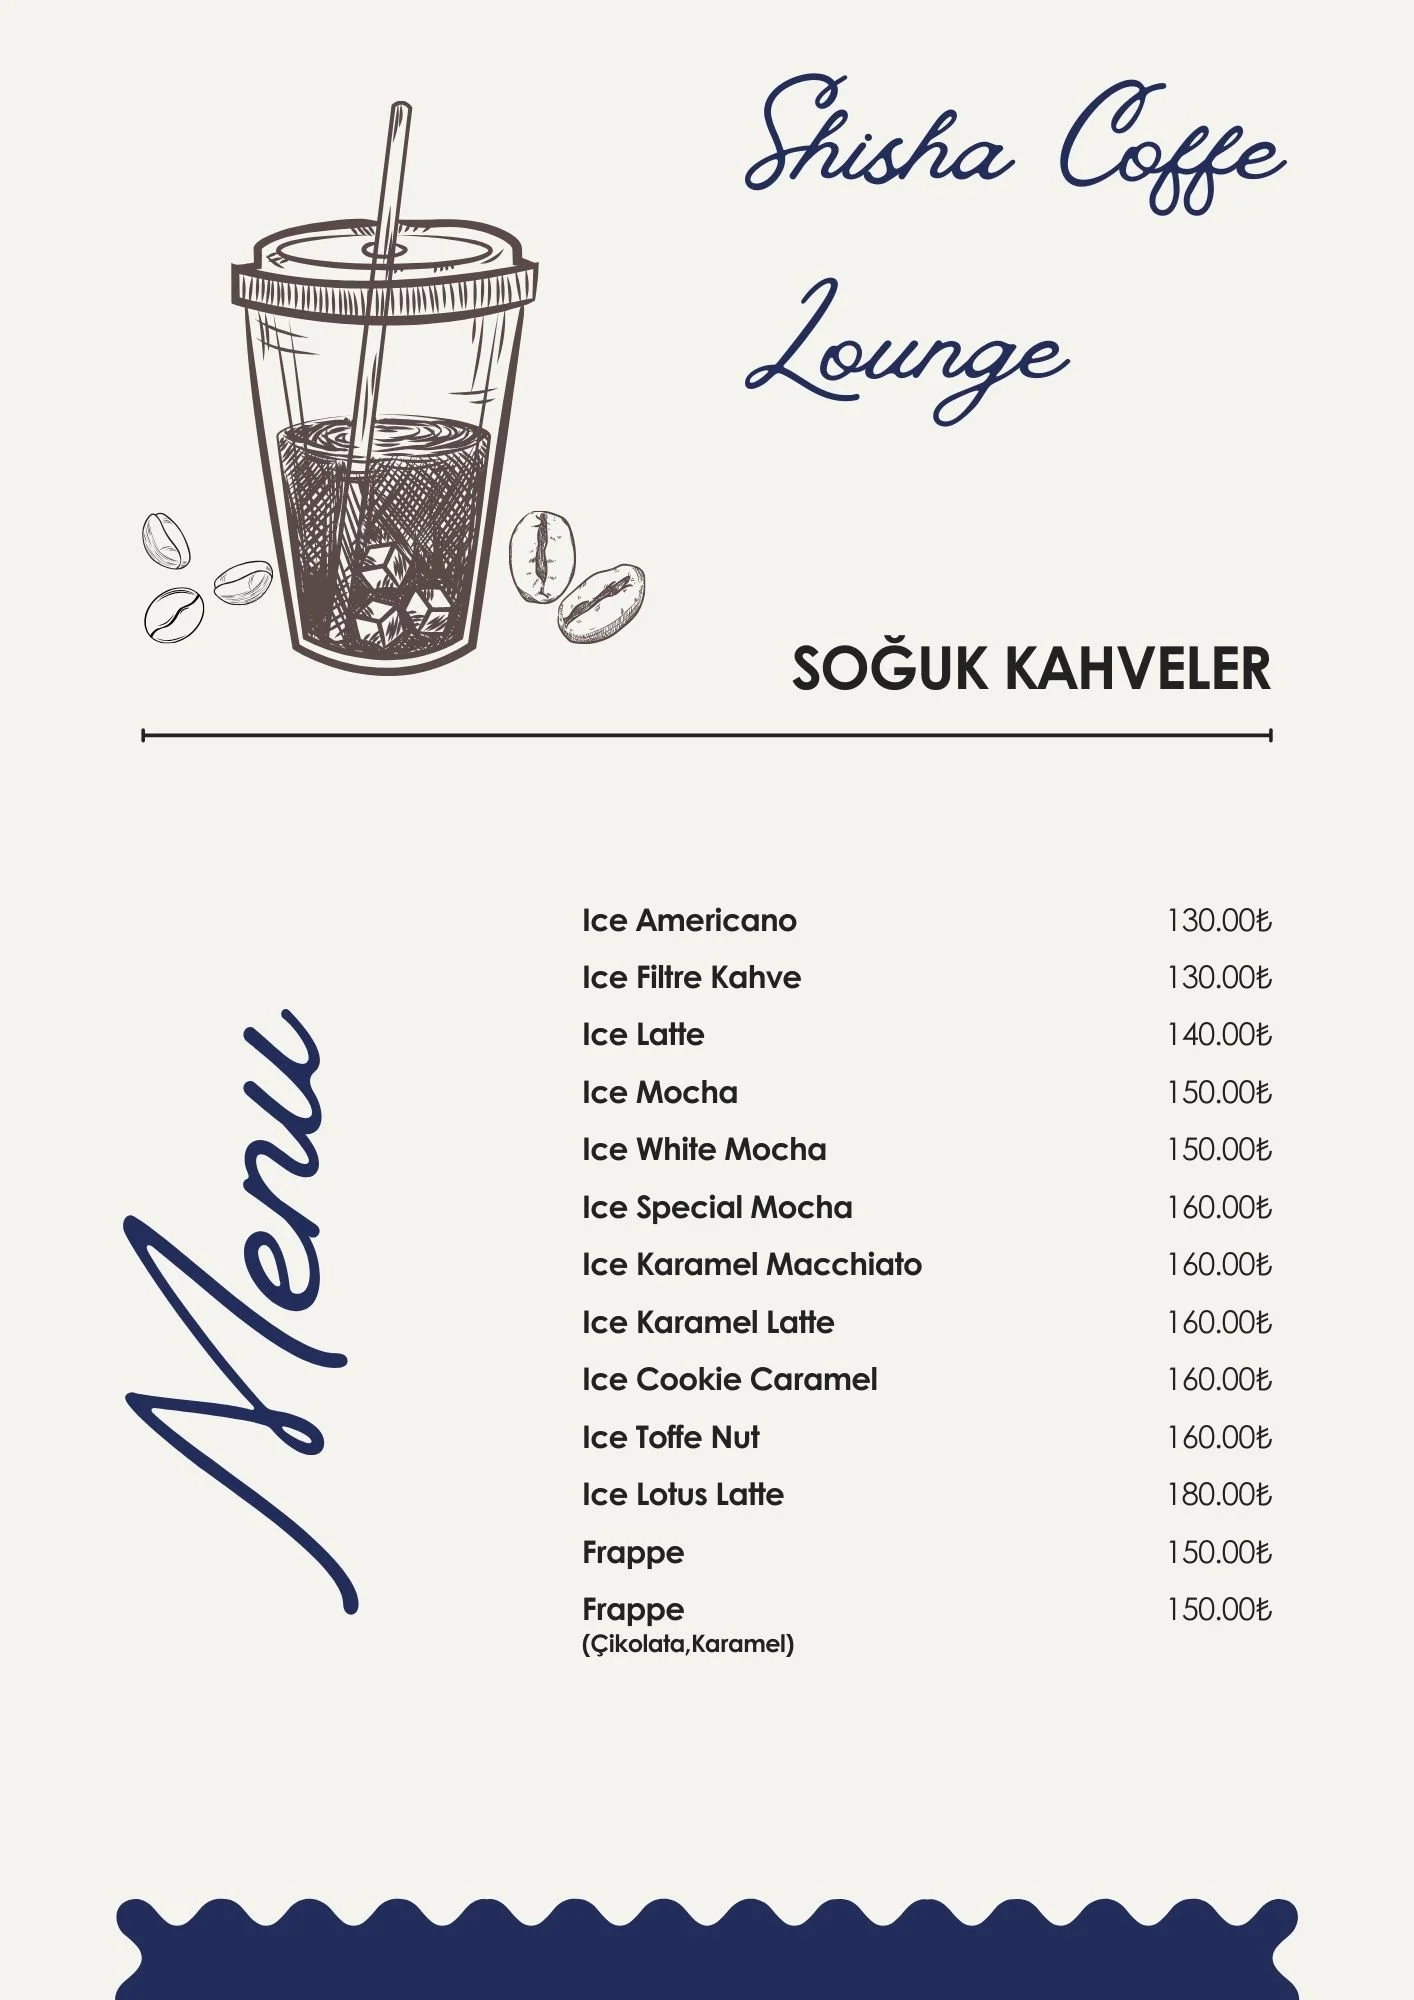 Shisha Coffe
Lounge
SOĞUK KAHVELER
Menu
Ice Americano 130.00₺
Ice Filtre Kahve 130.00₺
Ice Latte 140.00₺
Ice Mocha 150.00₺
Ice White Mocha 150.00₺
Ice Special Mocha 160.00₺
Ice Karamel Macchiato 160.00₺
Ice Karamel Latte 160.00₺
Ice Cookie Caramel 160.00₺
Ice Toffe Nut 160.00₺
Ice Lotus Latte 180.00₺
Frappe 150.00₺
Frappe 150.00₺
(Çikolata,Karamel)